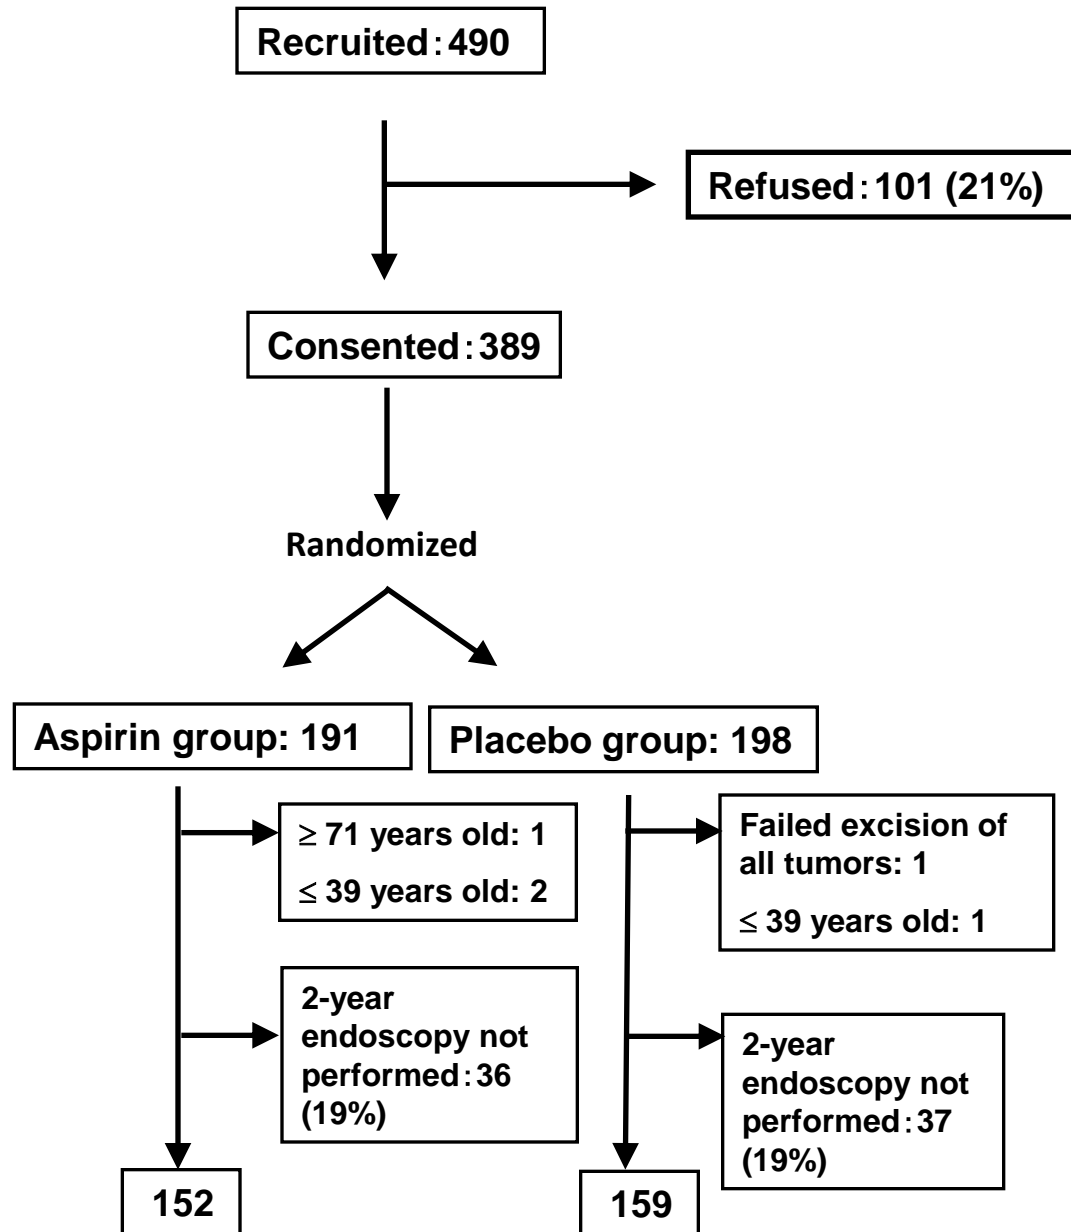 Recruited：490
Refused：101 (21%)
Consented：389
Randomized
Aspirin group: 191
Placebo group: 198
≥ 71 years old: 1
≤ 39 years old: 2
Failed excision of
all tumors: 1
≤ 39 years old: 1
2-year
endoscopy not
performed：36
(19%)
2-year
endoscopy not
performed：37
(19%)
152
159